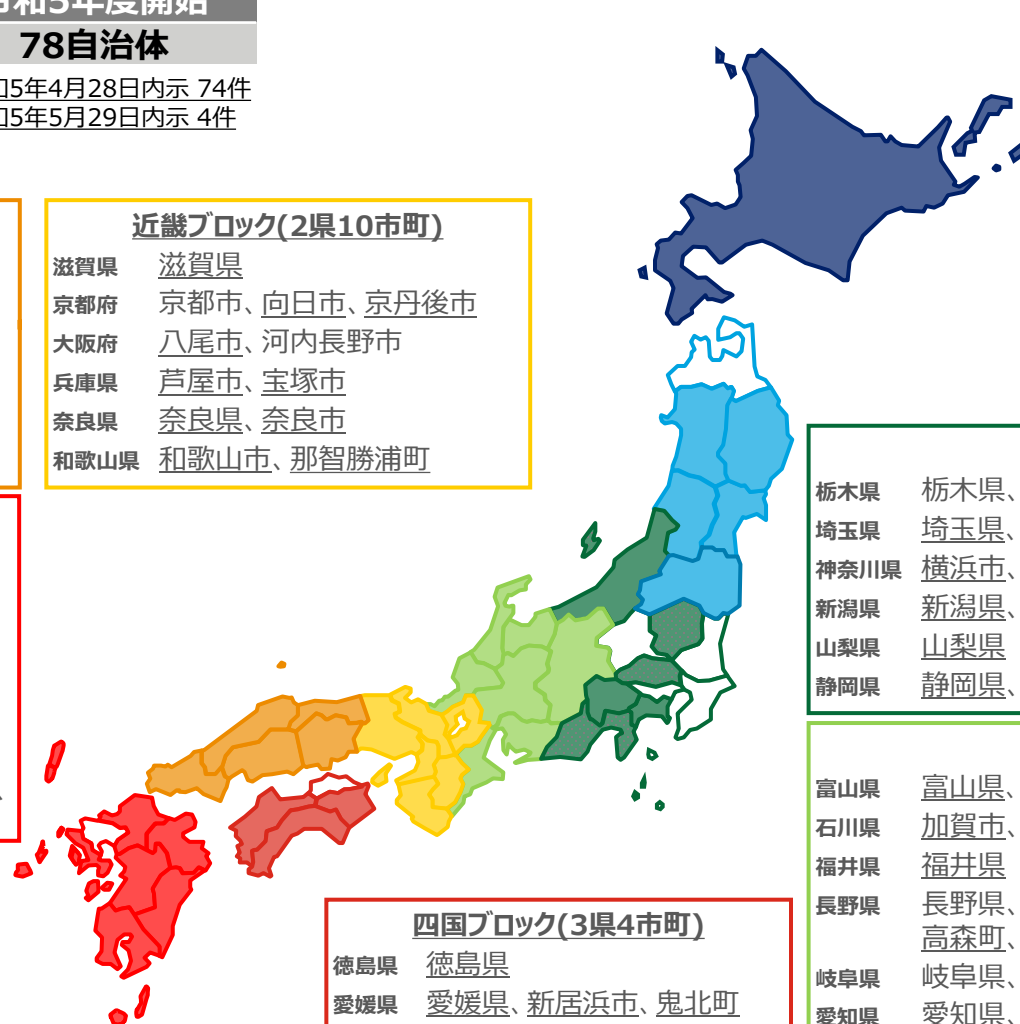 令和5年度開始
78自治体
和5年4月28日内示 74件
和5年5月29日内示 4件
近畿ブロック(2県10市町)
滋賀県 滋賀県
京都府 京都市、向日市、京丹後市
大阪府 八尾市、河内長野市
兵庫県 芦屋市、宝塚市
奈良県 奈良県、奈良市
和歌山県 和歌山市、那智勝浦町
栃木県 栃木県、
埼玉県 埼玉県、
神奈川県 横浜市、
新潟県 新潟県、
山梨県 山梨県
静岡県 静岡県、
富山県 富山県、
石川県 加賀市、
福井県 福井県
長野県 長野県、
高森町、
岐阜県 岐阜県、
愛知県 愛知県、
四国ブロック(3県4市町)
徳島県 徳島県
愛媛県 愛媛県、新居浜市、鬼北町